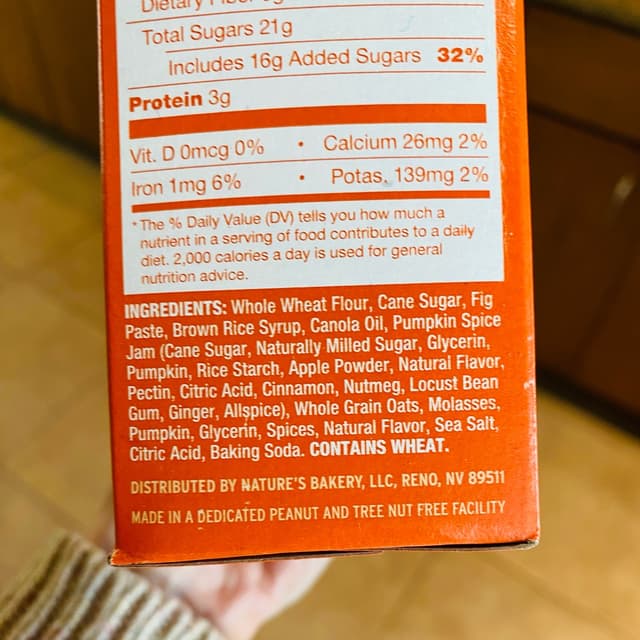 Dietary Fiber
Total Sugars 21g
Includes 16g Added Sugars 32%
Protein 3g
Vit. D 0mcg 0% • Calcium 26mg 2%
Iron 1mg 6% • Potas. 139mg 2%
*The % Daily Value (DV) tells you how much a
nutrient in a serving of food contributes to a daily
diet. 2,000 calories a day is used for general
nutrition advice.
INGREDIENTS: Whole Wheat Flour, Cane Sugar, Fig
Paste, Brown Rice Syrup, Canola Oil, Pumpkin Spice
Jam (Cane Sugar, Naturally Milled Sugar, Glycerin,
Pumpkin, Rice Starch, Apple Powder, Natural Flavor,
Pectin, Citric Acid, Cinnamon, Nutmeg, Locust Bean
Gum, Ginger, Allspice), Whole Grain Oats, Molasses,
Pumpkin, Glycerin, Spices, Natural Flavor, Sea Salt,
Citric Acid, Baking Soda. CONTAINS WHEAT.
DISTRIBUTED BY NATURE'S BAKERY, LLC, RENO, NV 89511
MADE IN A DEDICATED PEANUT AND TREE NUT FREE FACILITY